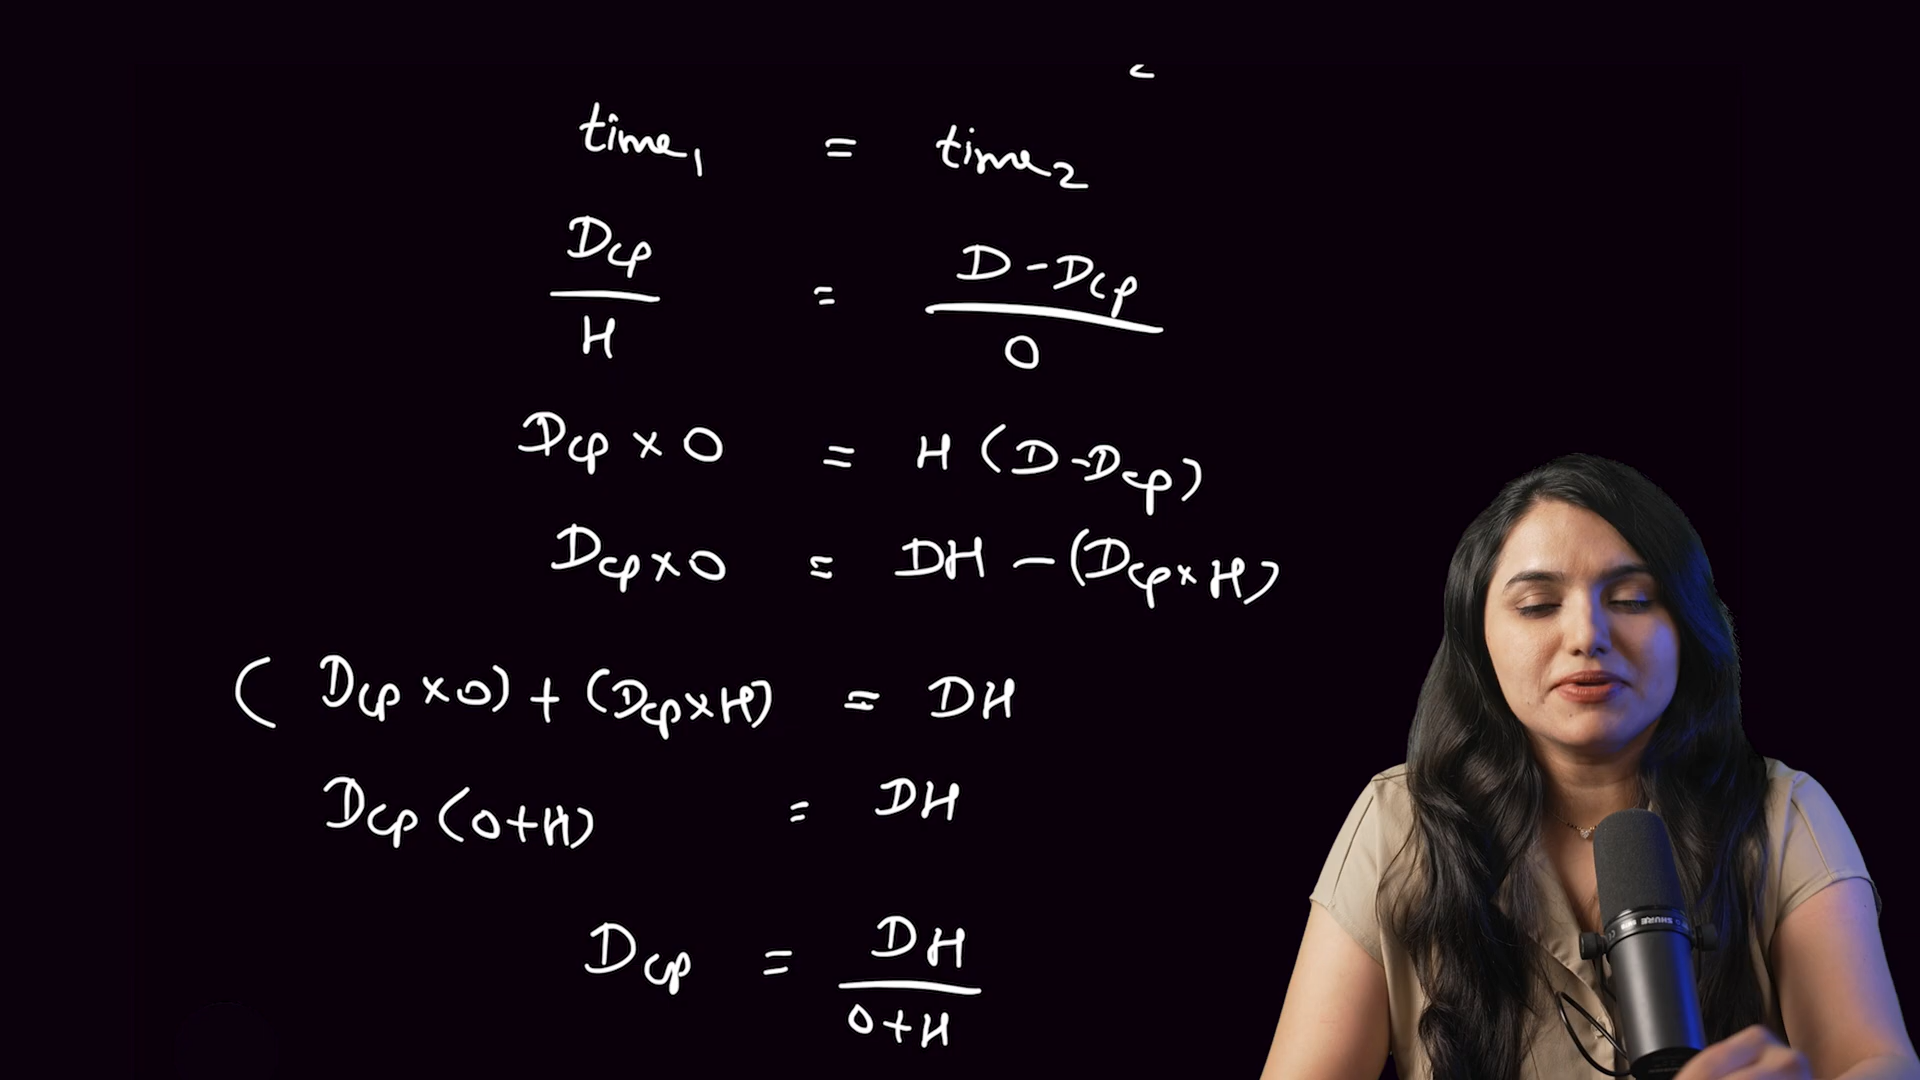 time₁ = time₂
Dcp/H = D-Dcp/O
Dcp × O = H (D-Dcp)
Dcp × O = DH - (Dcp × H)
(Dcp × O) + (Dcp × H) = DH
Dcp (O+H) = DH
Dcp = DH/O+H